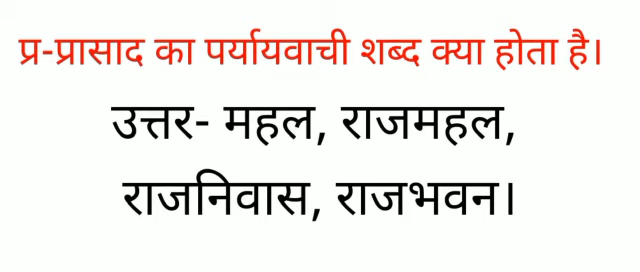 प्र-प्रासाद का पर्यायवाची शब्द क्या होता है।
उत्तर- महल, राजमहल,
राजनिवास, राजभवन।